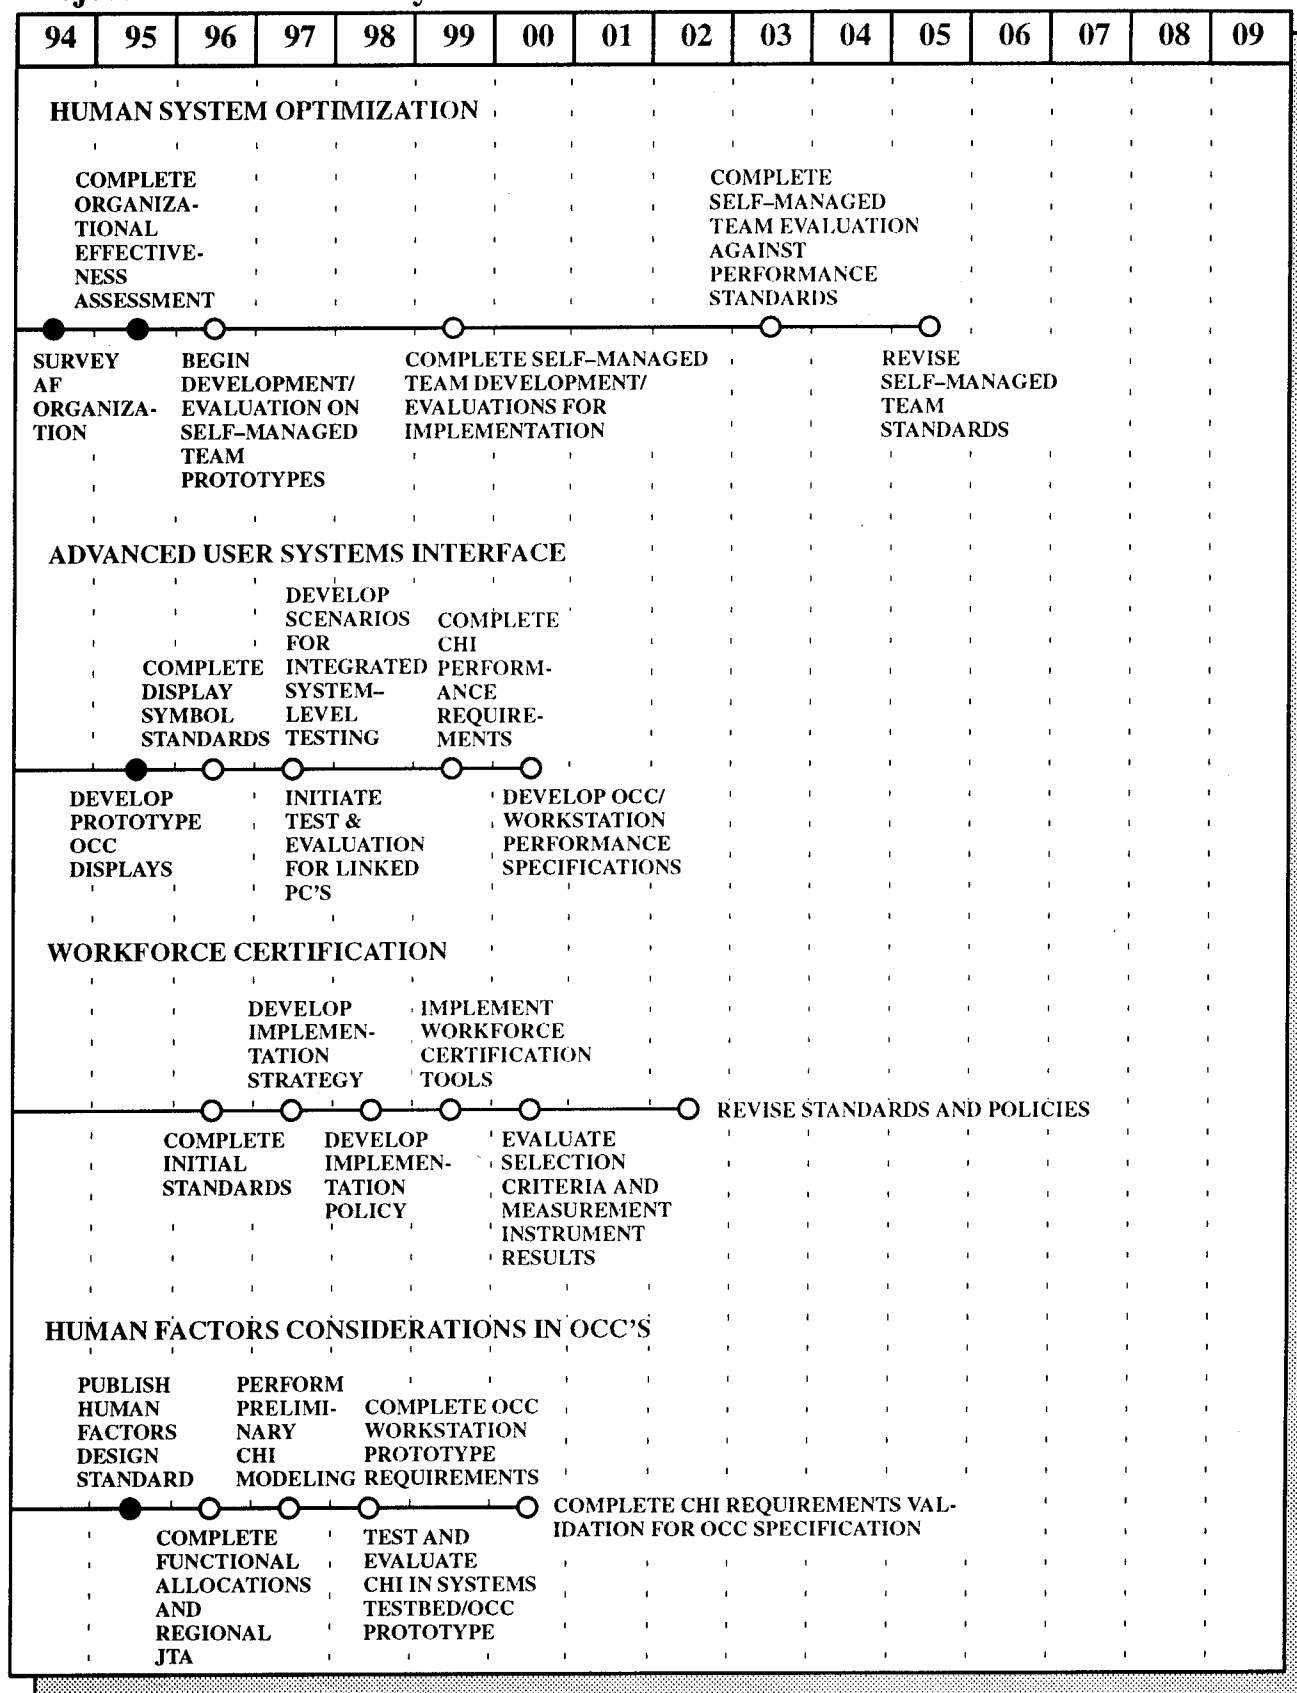 94 95 96 97 98 99 00 01 02 03 04 05 06 07 08 09
HUMAN SYSTEM OPTIMIZATION
COMPLETE
ORGANIZA-
TIONAL
EFFECTIVE-
NESS
ASSESSMENT
COMPLETE
SELF–MANAGED
TEAM EVALUATION
AGAINST
PERFORMANCE
STANDARDS
SURVEY
AF
ORGANIZA-
TION
BEGIN
DEVELOPMENT/
EVALUATION ON
SELF–MANAGED
TEAM
PROTOTYPES
COMPLETE SELF–MANAGED
TEAM DEVELOPMENT/
EVALUATIONS FOR
IMPLEMENTATION
REVISE
SELF–MANAGED
TEAM
STANDARDS
ADVANCED USER SYSTEMS INTERFACE
COMPLETE
DISPLAY
SYMBOL
STANDARDS
DEVELOP
SCENARIOS
FOR
INTEGRATED
SYSTEM–
LEVEL
TESTING
COMPLETE
CHI
PERFORM-
ANCE
REQUIRE-
MENTS
DEVELOP
PROTOTYPE
OCC
DISPLAYS
INITIATE
TEST &
EVALUATION
FOR LINKED
PC'S
DEVELOP OCC/
WORKSTATION
PERFORMANCE
SPECIFICATIONS
WORKFORCE CERTIFICATION
DEVELOP
IMPLEMEN-
TATION
STRATEGY
IMPLEMENT
WORKFORCE
CERTIFICATION
TOOLS
REVISE STANDARDS AND POLICIES
COMPLETE
INITIAL
STANDARDS
DEVELOP
IMPLEMEN-
TATION
POLICY
EVALUATE
SELECTION
CRITERIA AND
MEASUREMENT
INSTRUMENT
RESULTS
HUMAN FACTORS CONSIDERATIONS IN OCC'S
PUBLISH
HUMAN
FACTORS
DESIGN
STANDARD
PERFORM
PRELIMI-
NARY
CHI
MODELING
COMPLETE OCC
WORKSTATION
PROTOTYPE
REQUIREMENTS
COMPLETE CHI REQUIREMENTS VAL-
IDATION FOR OCC SPECIFICATION
COMPLETE
FUNCTIONAL
ALLOCATIONS
AND
REGIONAL
JTA
TEST AND
EVALUATE
CHI IN SYSTEMS
TESTBED/OCC
PROTOTYPE